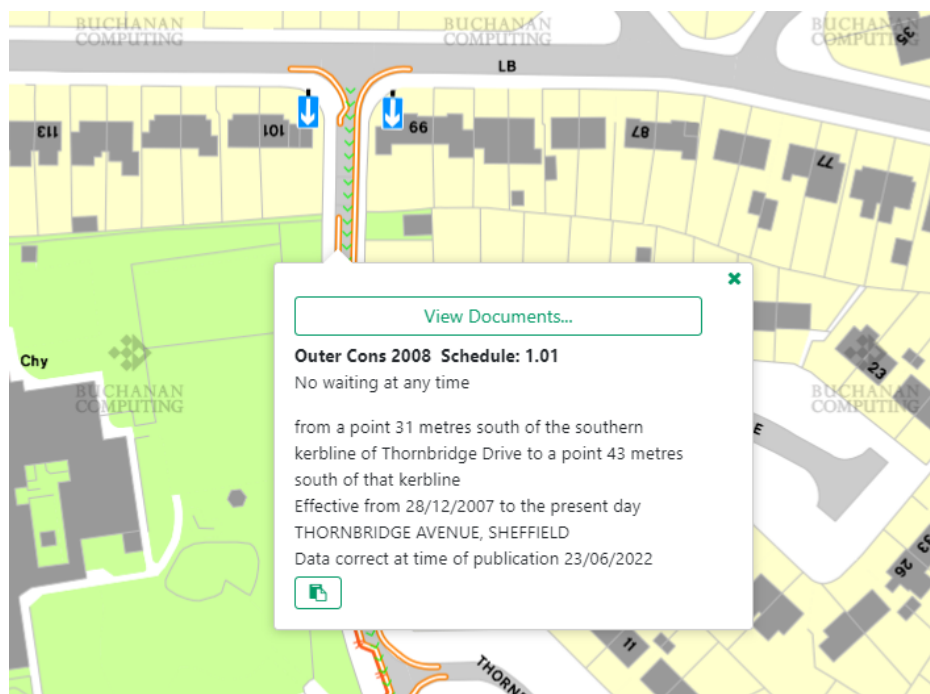 BUCHANAN
COMPUTING
BUCHANAN
COMPUTING
BUCHANAN
COMPUTING
35
LB
113
101
99
87
77
View Documents...
Outer Cons 2008 Schedule: 1.01
No waiting at any time
from a point 31 metres south of the southern
kerbline of Thornbridge Drive to a point 43 metres
south of that kerbline
Effective from 28/12/2007 to the present day
THORNBRIDGE AVENUE, SHEFFIELD
Data correct at time of publication 23/06/2022
Chy
23
BUCHANAN
COMPUTING
BUCHANAN
COMPUTING
E
33
26
11
THORN